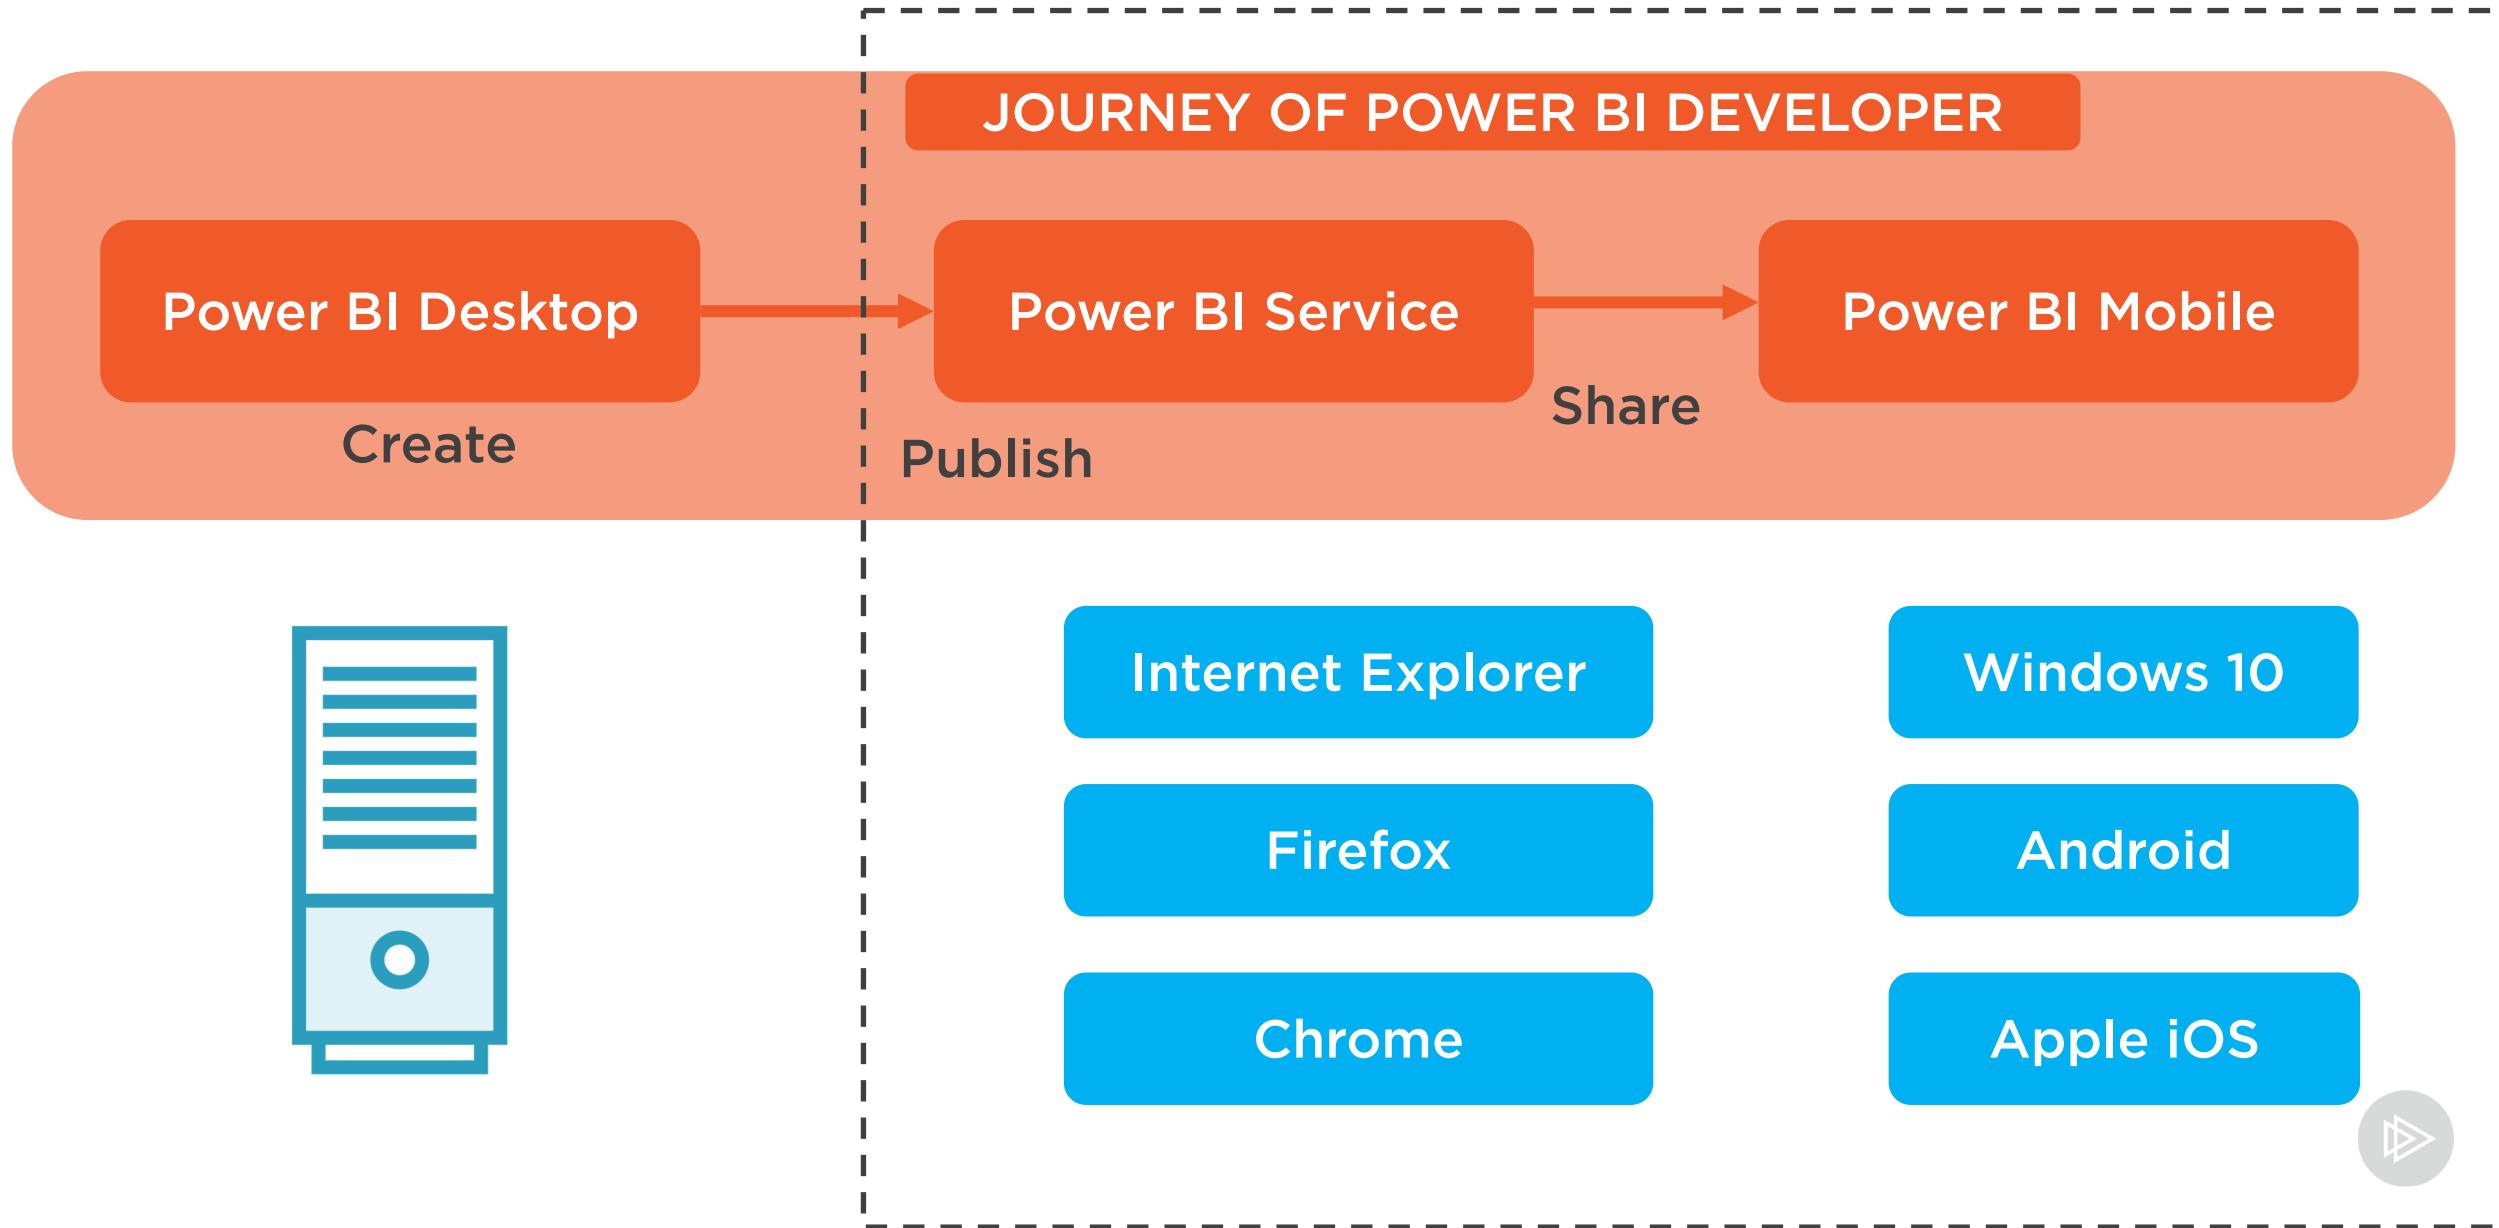 JOURNEY OF POWER BI DEVELOPER
Power BI Desktop
Power BI Service
Power BI Mobile
Create
Publish
Share
Internet Explorer
Windows 10
Firefox
Android
Chrome
Apple iOS